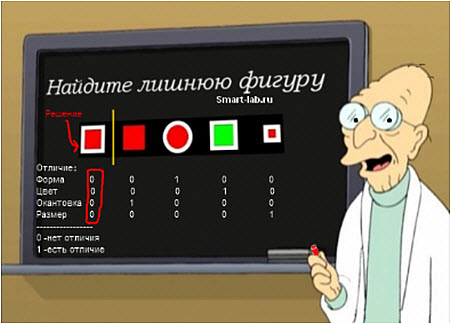 Найдите лишнюю фигуру
Smart-lab.ru
Решение
Отличие:
Форма 0 0 1 0 0
Цвет 0 0 0 1 0
Окантовка 0 1 0 0 0
Размер 0 0 0 0 1
-----------------
0 -нет отличия
1 -есть отличие